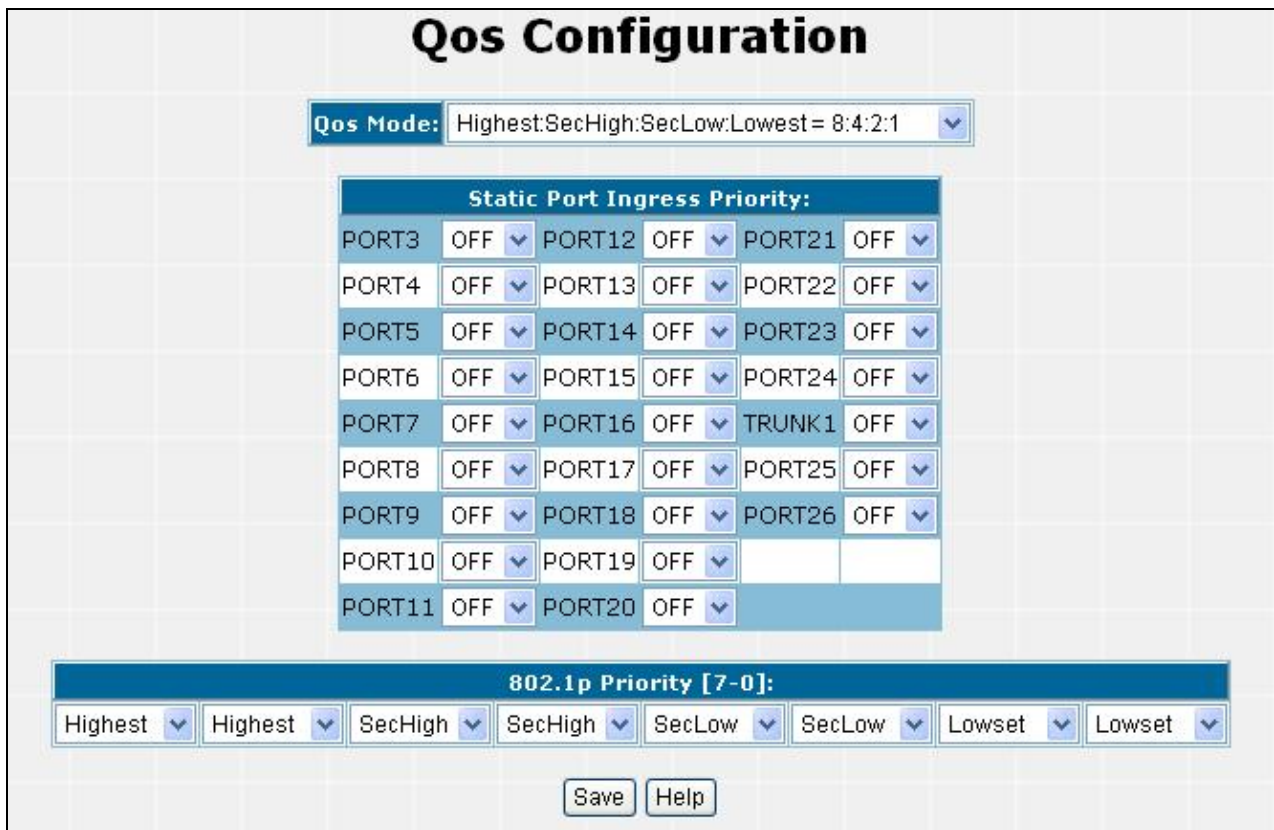 Qos Configuration
Qos Mode: Highest:SecHigh:SecLow:Lowest = 8:4:2:1
Static Port Ingress Priority:
PORT3 OFF PORT12 OFF PORT21 OFF
PORT4 OFF PORT13 OFF PORT22 OFF
PORT5 OFF PORT14 OFF PORT23 OFF
PORT6 OFF PORT15 OFF PORT24 OFF
PORT7 OFF PORT16 OFF TRUNK1 OFF
PORT8 OFF PORT17 OFF PORT25 OFF
PORT9 OFF PORT18 OFF PORT26 OFF
PORT10 OFF PORT19 OFF
PORT11 OFF PORT20 OFF
802.1p Priority [7-0]:
Highest Highest SecHigh SecHigh SecLow SecLow Lowset Lowset
Save Help